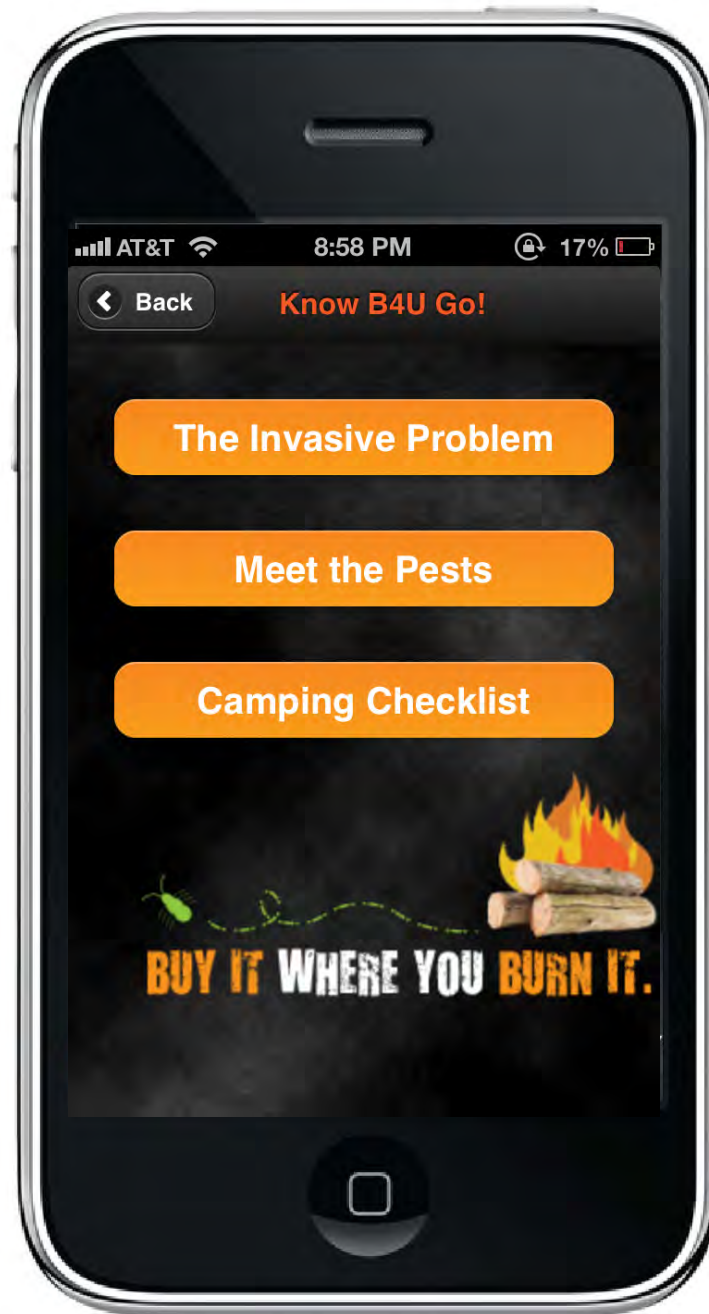 AT&T 8:58 PM 17%
Back Know B4U Go!
The Invasive Problem
Meet the Pests
Camping Checklist
BUY IT WHERE YOU BURN IT.